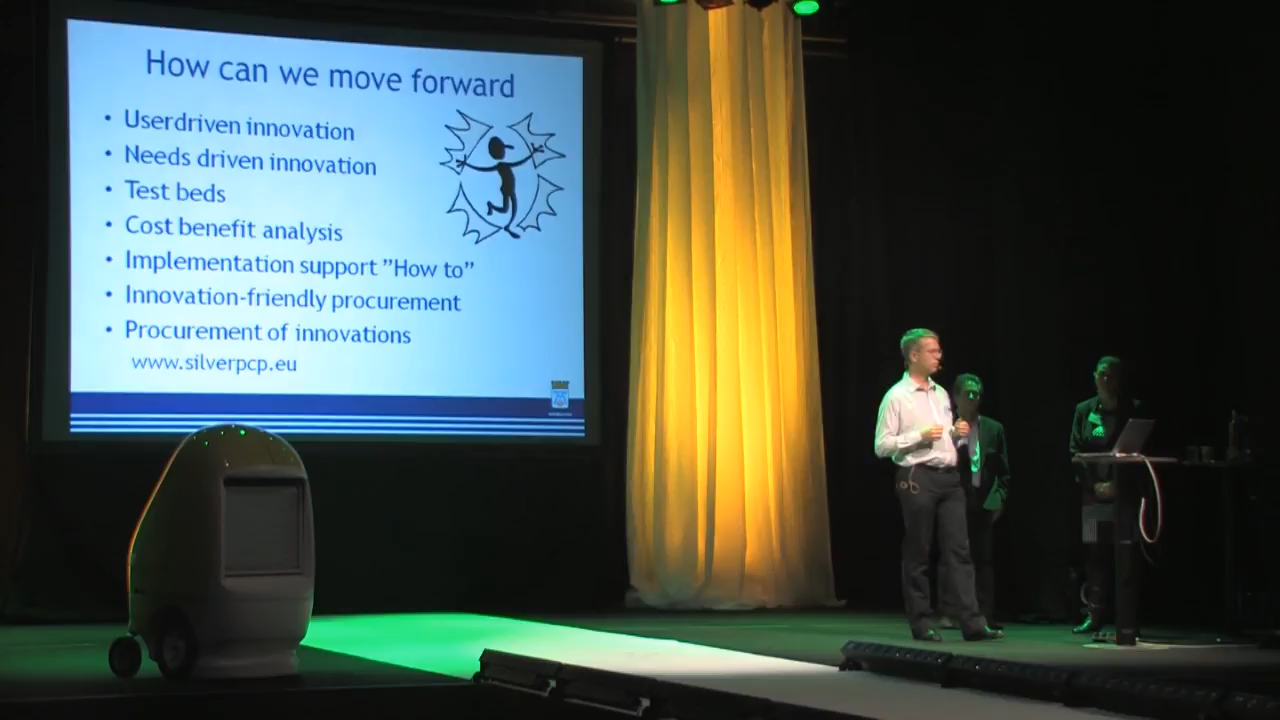 How can we move forward
• Userdriven innovation
• Needs driven innovation
• Test beds
• Cost benefit analysis
• Implementation support ”How to”
• Innovation-friendly procurement
• Procurement of innovations
www.silverpcp.eu